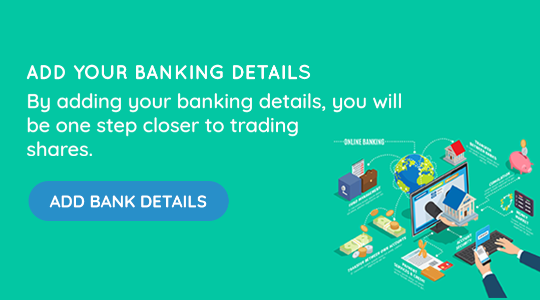 ADD YOUR BANKING DETAILS
By adding your banking details, you will
be one step closer to trading
shares.
ADD BANK DETAILS
ONLINE BANKING